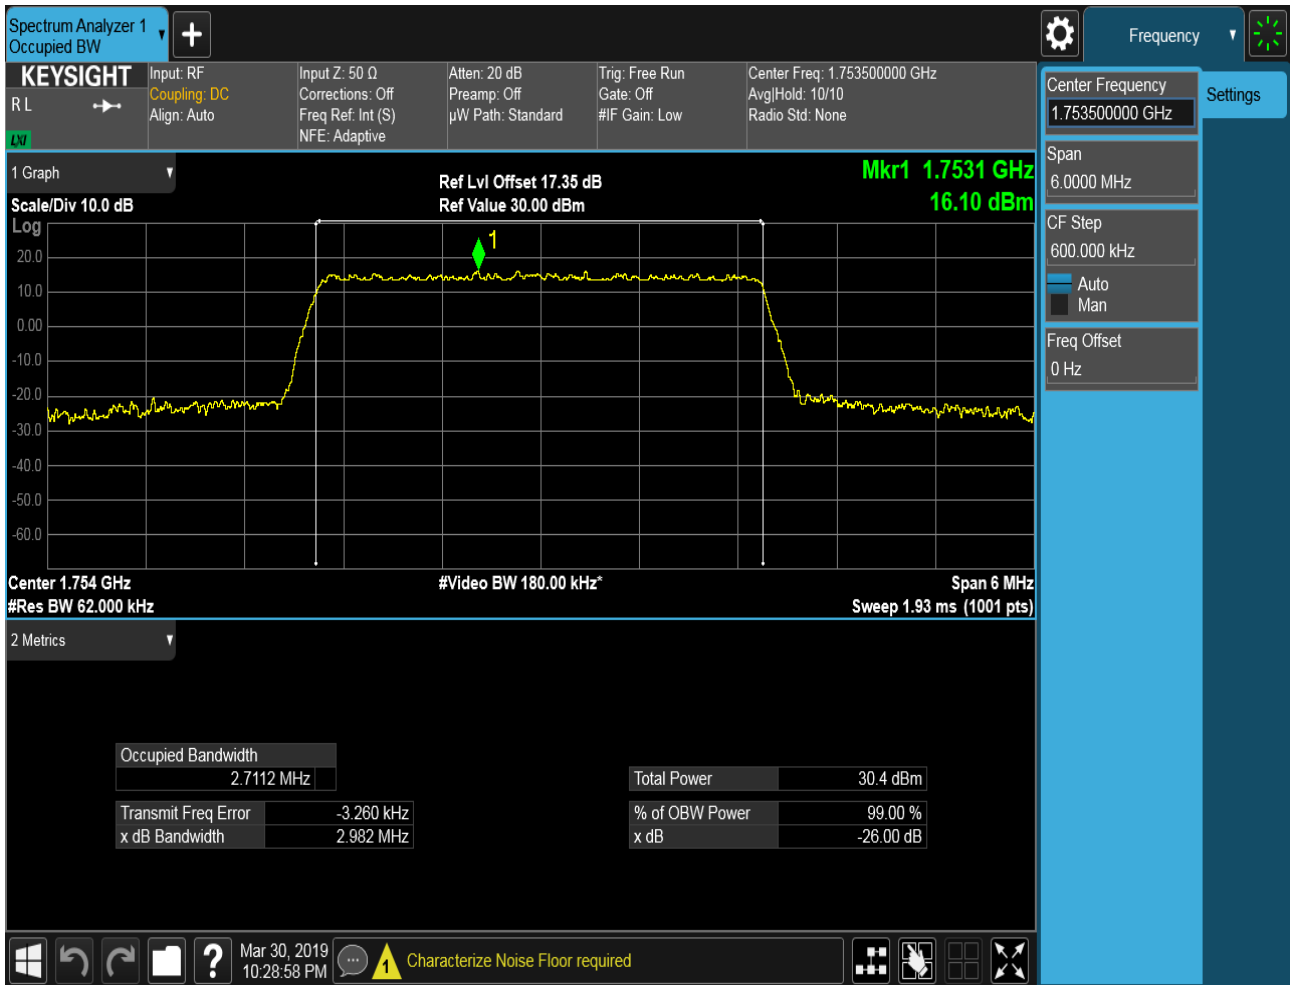 Spectrum Analyzer 1
Occupied BW
Frequency
KEYSIGHT
R L
LXI
Input: RF
Coupling: DC
Align: Auto
Input Z: 50 Ω
Corrections: Off
Freq Ref: Int (S)
NFE: Adaptive
Atten: 20 dB
Preamp: Off
µW Path: Standard
Trig: Free Run
Gate: Off
#IF Gain: Low
Center Freq: 1.753500000 GHz
Avg|Hold: 10/10
Radio Std: None
Center Frequency
1.753500000 GHz
Settings
Span
6.0000 MHz
CF Step
600.000 kHz
Auto
Man
Freq Offset
0 Hz
1 Graph
Scale/Div 10.0 dB
Ref Lvl Offset 17.35 dB
Ref Value 30.00 dBm
Mkr1 1.7531 GHz
16.10 dBm
Log
1
20.0
10.0
0.00
-10.0
-20.0
-30.0
-40.0
-50.0
-60.0
Center 1.754 GHz
#Video BW 180.00 kHz*
Span 6 MHz
#Res BW 62.000 kHz
Sweep 1.93 ms (1001 pts)
2 Metrics
Occupied Bandwidth
2.7112 MHz
Total Power 30.4 dBm
Transmit Freq Error -3.260 kHz
% of OBW Power 99.00 %
x dB Bandwidth 2.982 MHz
x dB -26.00 dB
?
Mar 30, 2019
10:28:58 PM
1
Characterize Noise Floor required